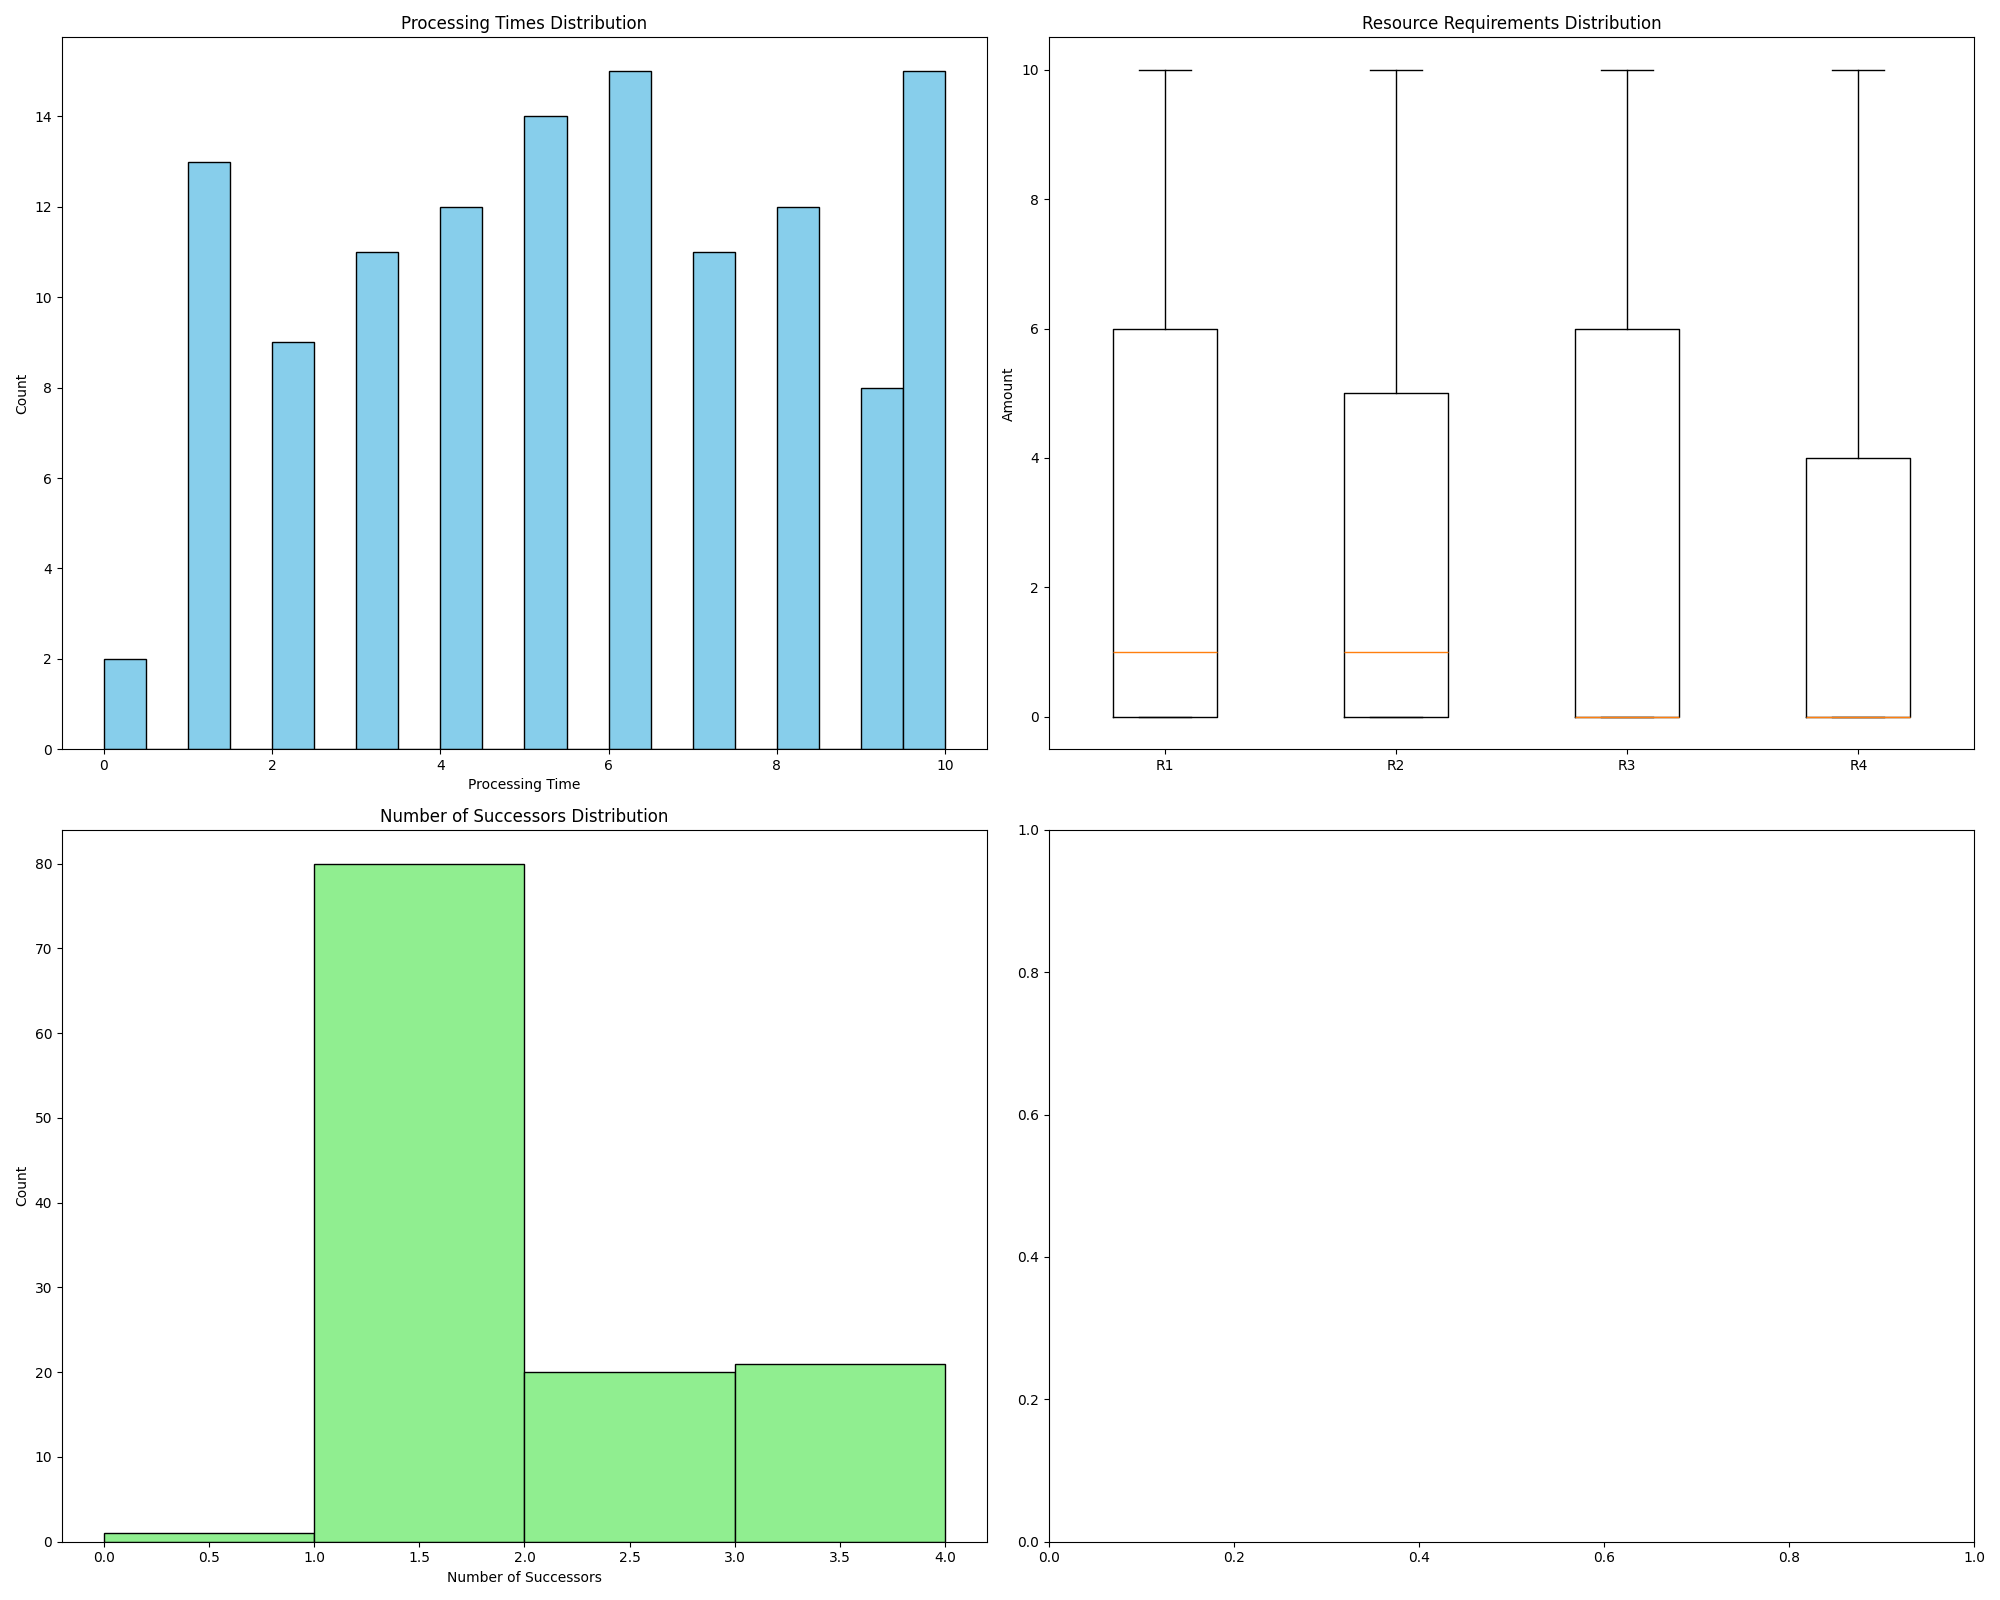 Processing Times Distribution
14
12
10
8
6
4
2
0
Count
0 2 4 6 8 10
Processing Time
Resource Requirements Distribution
10
8
6
4
2
0
Amount
R1 R2 R3 R4
Number of Successors Distribution
80
70
60
50
40
30
20
10
0
Count
0.0 0.5 1.0 1.5 2.0 2.5 3.0 3.5 4.0
Number of Successors
1.0
0.8
0.6
0.4
0.2
0.0
0.0 0.2 0.4 0.6 0.8 1.0